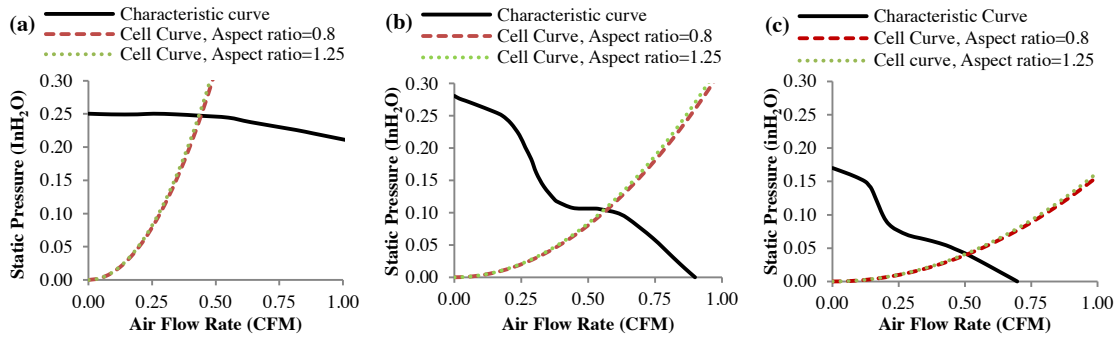 (a)
Characteristic curve
Cell Curve, Aspect ratio=0.8
Cell Curve, Aspect ratio=1.25
Static Pressure (InH2O)
0.30
0.25
0.20
0.15
0.10
0.05
0.00
0.00 0.25 0.50 0.75 1.00
Air Flow Rate (CFM)
(b)
Characteristic curve
Cell Curve, Aspect ratio=0.8
Cell Curve, Aspect ratio=1.25
Static Pressure (InH2O)
0.30
0.25
0.20
0.15
0.10
0.05
0.00
0.00 0.25 0.50 0.75 1.00
Air Flow Rate (CFM)
(c)
Characteristic Curve
Cell Curve, Aspect ratio=0.8
Cell curve, Aspect ratio=1.25
Static Pressure (inH2O)
0.30
0.25
0.20
0.15
0.10
0.05
0.00
0.00 0.25 0.50 0.75 1.00
Air Flow Rate (CFM)